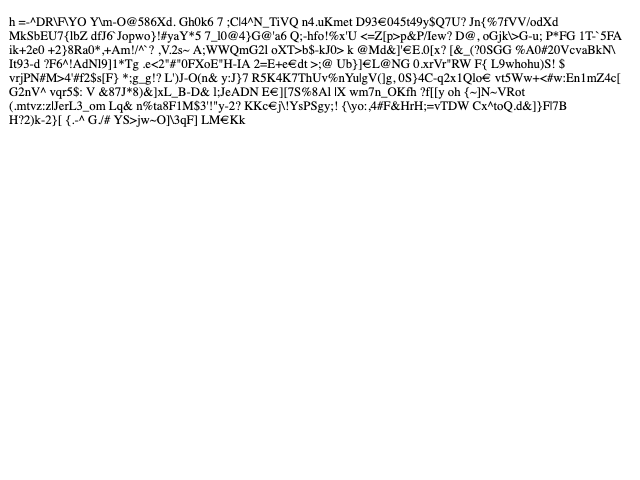 h =-^DR\F\YO Y\m-O@586Xd. Gh0k6 7 ;C|4^N_TiVQ n4.uKmet D93€045t49y$Q7U? Jn{%7fVV/odXd
MkSbEU7{lbZ dfJ6`Jopwo}!#yaY*5 7_l0@4}G@'a6 Q;-hfo!%x'U <=Z[p>p&P/Iew? D@, oGjk\>G-u; P*FG 1T-`5FA
ik+2e0 +2}8Ra0*,+Am!/^`? ,V.2s~ A;WWQmG2l oXT>b$-kJ0> k @Md&]'€E.0[x? [&_(?0SGG %A0#20VcvaBkN\
It93-d ?F6^!AdNl9]1*Tg .e<2"#"0FXoE"H-IA 2=E+e€dt >;@ Ub}]€L@NG 0.xrVr"RW F{ L9whohu)S! $
vrjPN#M>4'#f2$s[F} *;g_g!? L')J-O(n& y:J}7 R5K4K7ThUv%nYu|gV(]g, 0S}4C-q2x1Qlo€ vt5Ww+<#w:En1mZ4c[
G2nV^ vqr5$: V &87J*8)&]xL_B-D& l;JeADN E€][7S%8Al lX wm7n_OKfh ?f[[y oh {~]N~VRot
(.mtvz:z|JerL3_om Lq& n%ta8F1M$3'!"y-2? KKc€j\!YsPSgy;! {\yo:,4#F&HrH;=vTDW Cx^toQ.d&]}F|7B
H?2)k-2}[ {.-^ G./# YS>jw~O]\3qF] LM€Kk